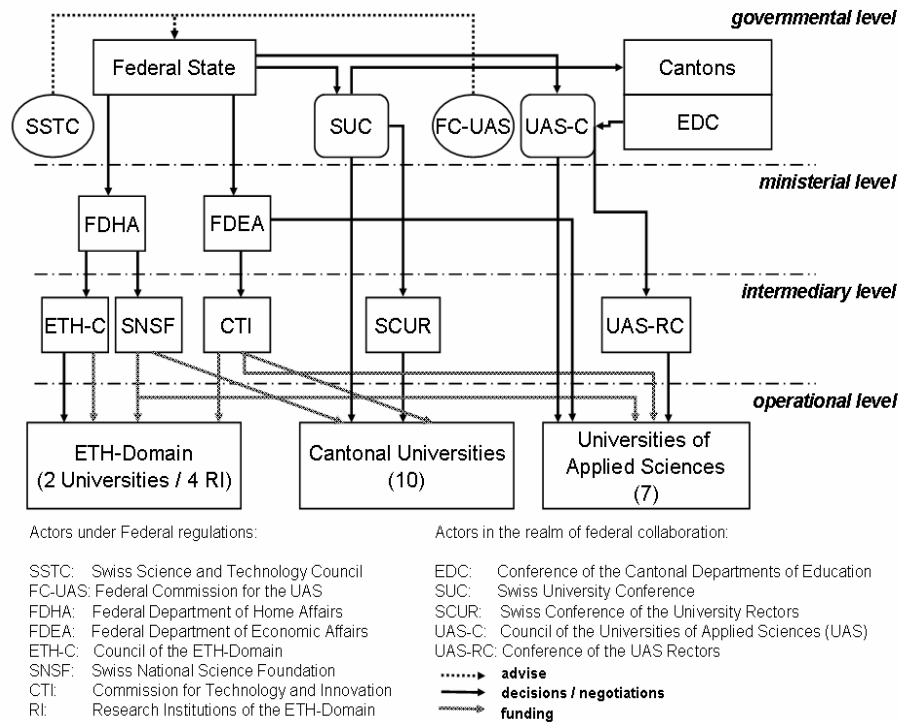 governmental level
Federal State
Cantons
SSTC
SUC
FC-UAS
UAS-C
EDC
ministerial level
FDHA
FDEA
intermediary level
ETH-C
SNSF
CTI
SCUR
UAS-RC
operational level
ETH-Domain
(2 Universities / 4 RI)
Cantonal Universities
(10)
Universities of
Applied Sciences
(7)
Actors under Federal regulations:
SSTC: Swiss Science and Technology Council
FC-UAS: Federal Commission for the UAS
FDHA: Federal Department of Home Affairs
FDEA: Federal Department of Economic Affairs
ETH-C: Council of the ETH-Domain
SNSF: Swiss National Science Foundation
CTI: Commission for Technology and Innovation
RI: Research Institutions of the ETH-Domain
Actors in the realm of federal collaboration:
EDC: Conference of the Cantonal Departments of Education
SUC: Swiss University Conference
SCUR: Swiss Conference of the University Rectors
UAS-C: Council of the Universities of Applied Sciences (UAS)
UAS-RC: Conference of the UAS Rectors
advise
decisions / negotiations
funding